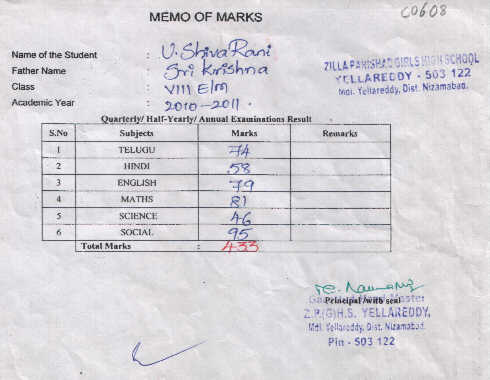 C0608
MEMO OF MARKS
Name of the Student : U. Shiva Rani
Father Name : Sri Krishna
Class : VIII E/m
Academic Year : 2010-2011.
ZILLA PARISHAD GIRLS HIGH SCHOOL
YELLAREDDY - 503 122
Mdl. Yellareddy, Dist. Nizamabad.
Quarterly/ Half-Yearly/ Annual Examinations Result
S.No Subjects Marks Remarks
1 TELUGU 74
2 HINDI 58
3 ENGLISH 79
4 MATHS 81
5 SCIENCE 46
6 SOCIAL 95
Total Marks : 433
Principal /with seal
Head Master
Z.P.(G)H.S. YELLAREDDY,
Mdl. Yellareddy, Dist. Nizamabad.
Pin - 503 122